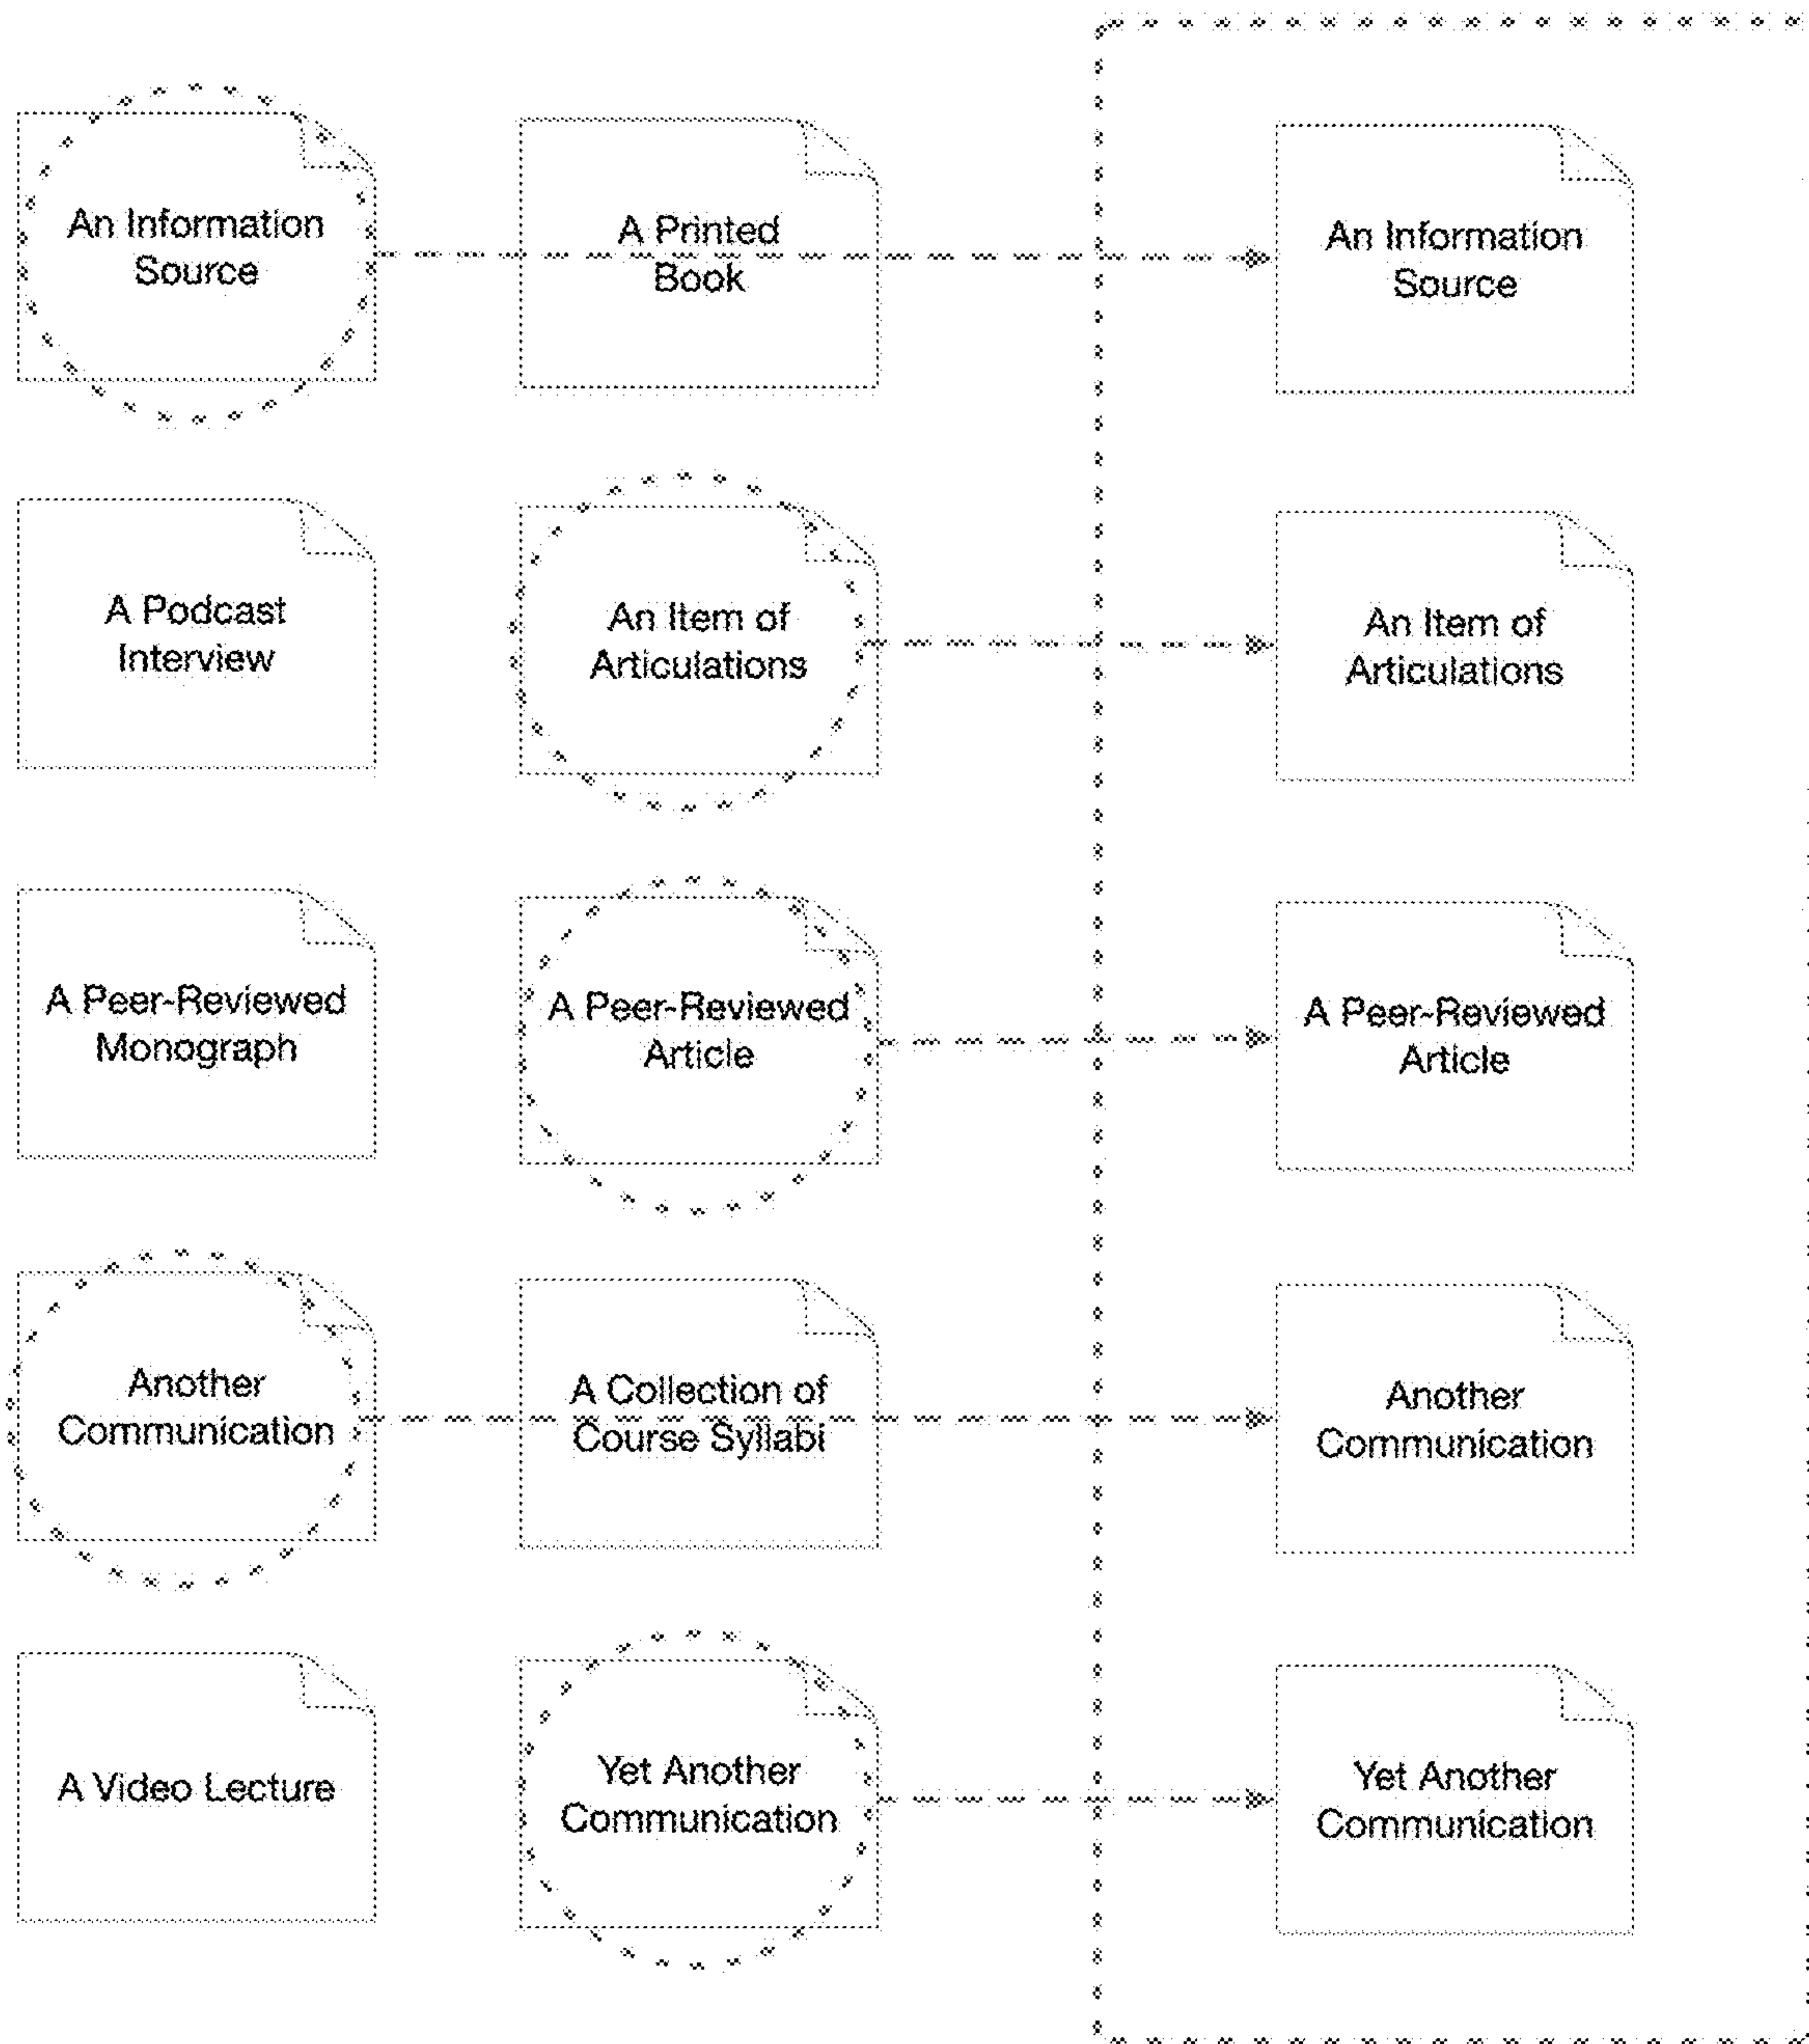 An Information
Source
A Printed
Book
An Information
Source
A Podcast
Interview
An Item of
Articulations
An Item of
Articulations
A Peer-Reviewed
Monograph
A Peer-Reviewed
Article
A Peer-Reviewed
Article
Another
Communication
A Collection of
Course Syllabi
Another
Communication
A Video Lecture
Yet Another
Communication
Yet Another
Communication